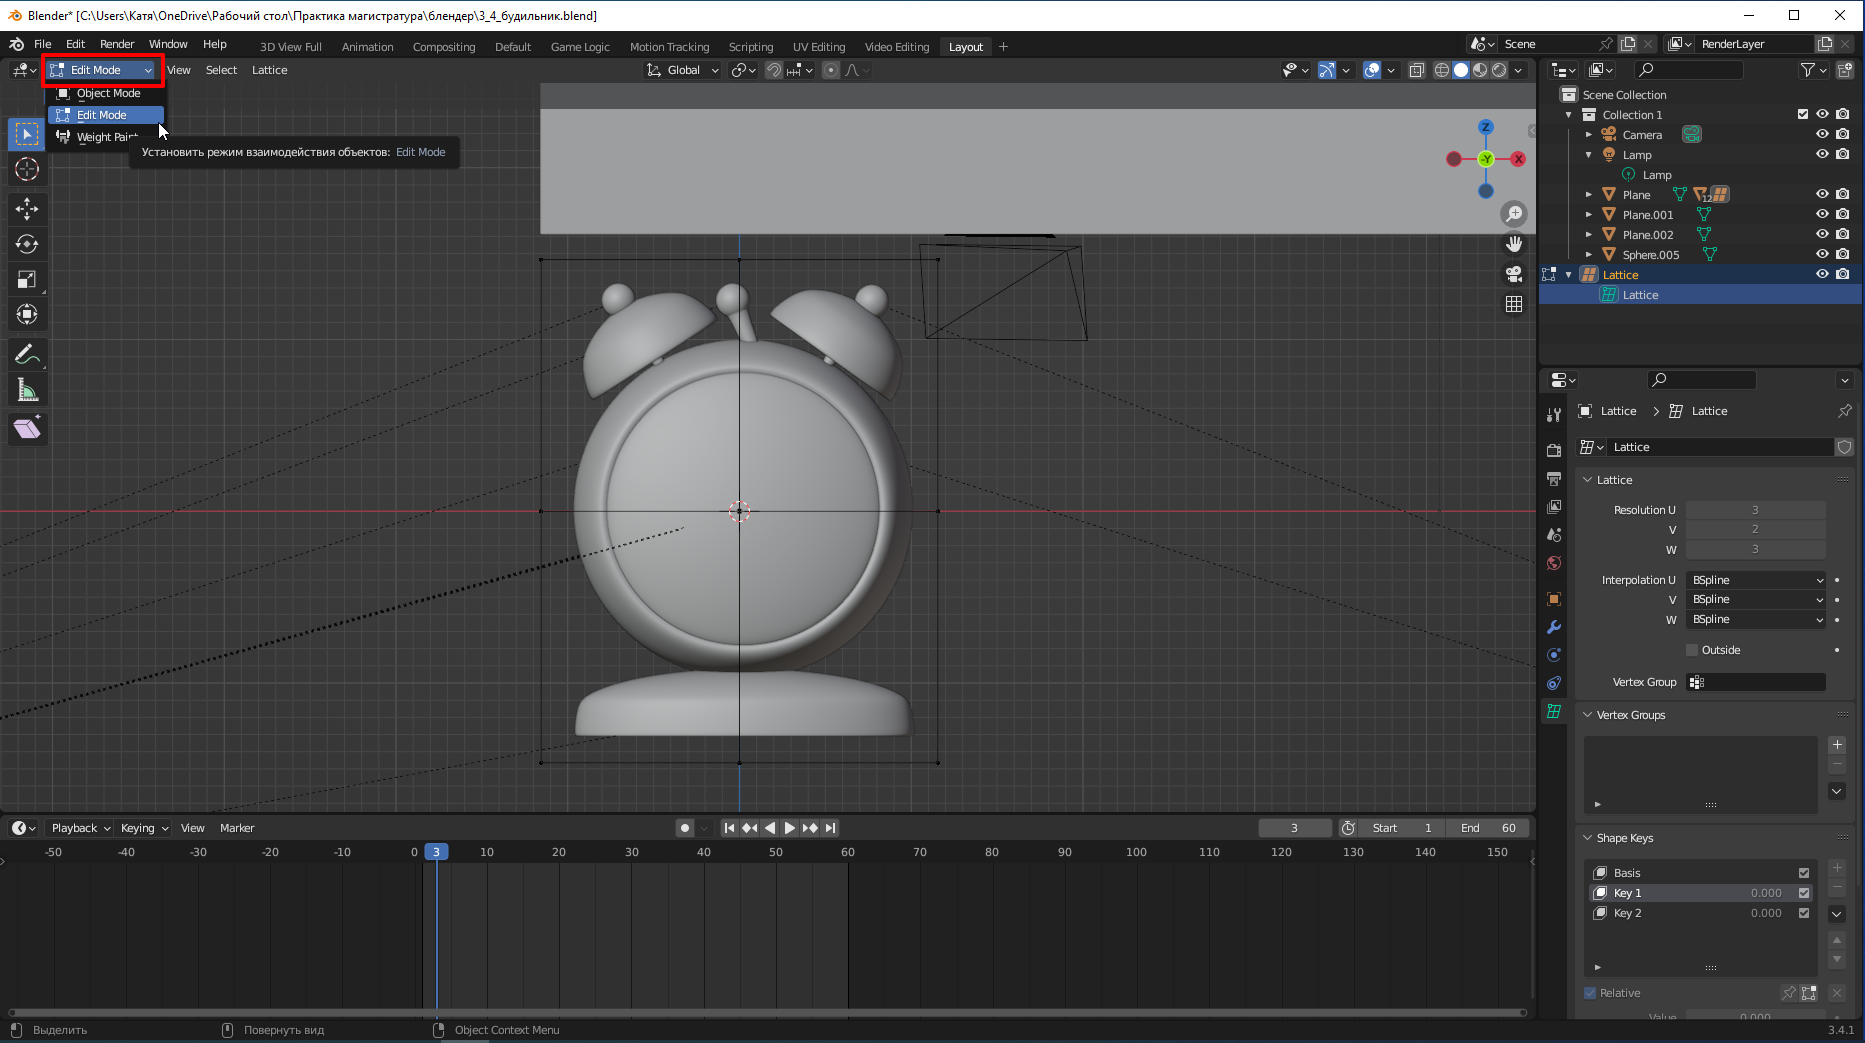 Blender* [C:\Users\Катя\OneDrive\Рабочий стол\Практика магистратура\блендер\3_4_будильник.blend]
File Edit Render Window Help 3D View Full Animation Compositing Default Game Logic Motion Tracking Scripting UV Editing Video Editing Layout + Scene RenderLayer
Edit Mode View Select Lattice Global
Object Mode
Edit Mode
Weight Paint
Установить режим взаимодействия объектов: Edit Mode
Z
-Y
X
Scene Collection
Collection 1
Camera
Lamp
Lamp
Plane 12
Plane.001
Plane.002
Sphere.005
Lattice
Lattice
Lattice > Lattice
Lattice
Lattice
Resolution U 3
V 2
W 3
Interpolation U BSpline
V BSpline
W BSpline
Outside
Vertex Group
Vertex Groups
Shape Keys
Basis
Key 1 0.000
Key 2 0.000
Relative
Value 0.000
Playback Keying View Marker 3 Start 1 End 60
-50 -40 -30 -20 -10 0 3 10 20 30 40 50 60 70 80 90 100 110 120 130 140 150
Выделить Повернуть вид Object Context Menu 3.4.1